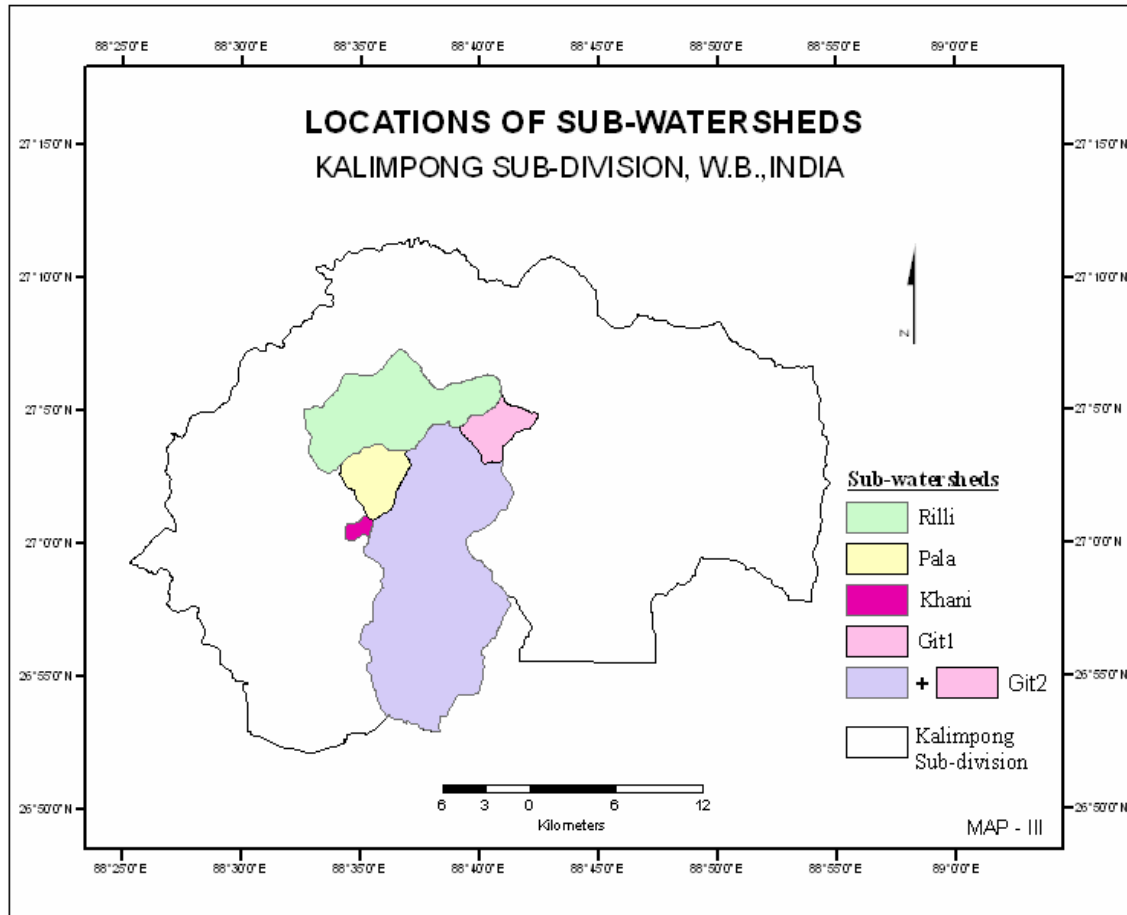 88°25'0"E 88°30'0"E 88°35'0"E 88°40'0"E 88°45'0"E 88°50'0"E 88°55'0"E 89°0'0"E
LOCATIONS OF SUB-WATERSHEDS
27°15'0"N 27°15'0"N
KALIMPONG SUB-DIVISION, W.B.,INDIA
27°10'0"N 27°10'0"N
N
27°5'0"N 27°5'0"N
Sub-watersheds
Rilli
27°0'0"N 27°0'0"N
Pala
Khani
Git1
26°55'0"N 26°55'0"N
+ Git2
Kalimpong
Sub-division
6 3 0 6 12
26°50'0"N 26°50'0"N
Kilometers
MAP - III
88°25'0"E 88°30'0"E 88°35'0"E 88°40'0"E 88°45'0"E 88°50'0"E 88°55'0"E 89°0'0"E